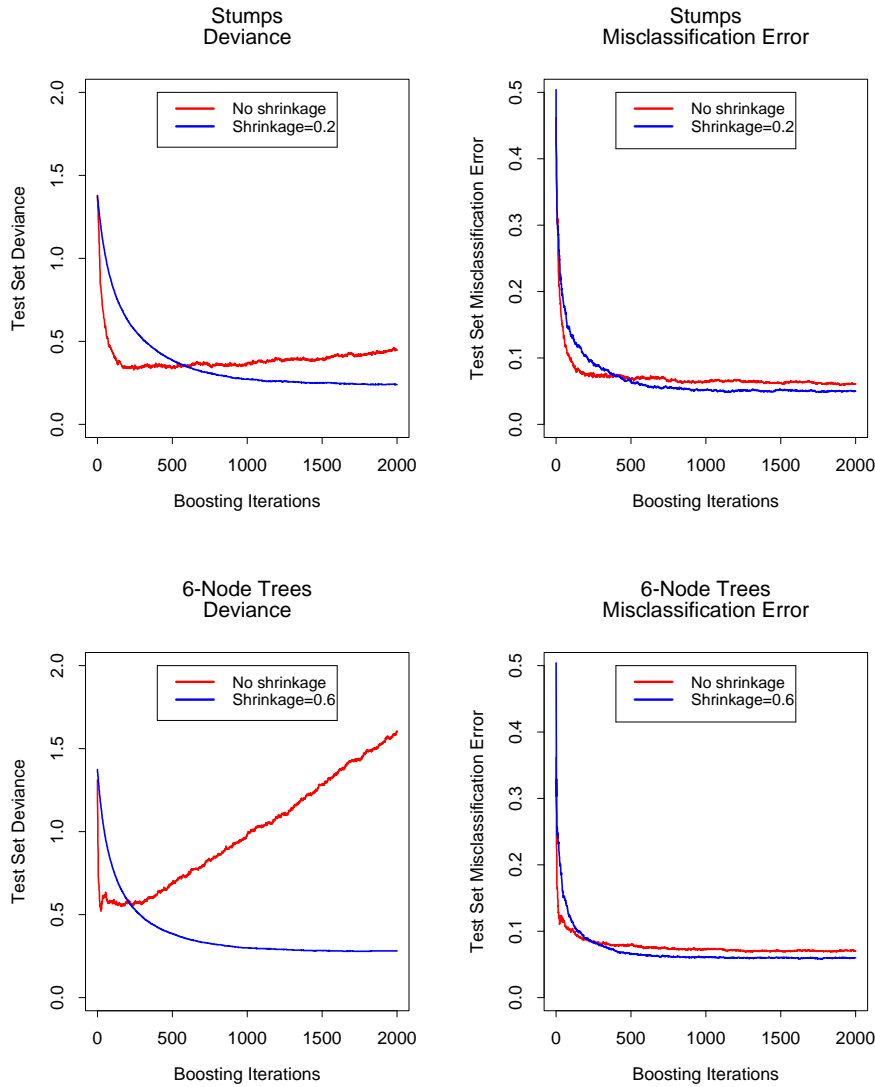 Stumps
Deviance
No shrinkage
Shrinkage=0.2
Test Set Deviance
0.0
0.5
1.0
1.5
2.0
0 500 1000 1500 2000
Boosting Iterations
Stumps
Misclassification Error
No shrinkage
Shrinkage=0.2
Test Set Misclassification Error
0.0
0.1
0.2
0.3
0.4
0.5
0 500 1000 1500 2000
Boosting Iterations
6-Node Trees
Deviance
No shrinkage
Shrinkage=0.6
Test Set Deviance
0.0
0.5
1.0
1.5
2.0
0 500 1000 1500 2000
Boosting Iterations
6-Node Trees
Misclassification Error
No shrinkage
Shrinkage=0.6
Test Set Misclassification Error
0.0
0.1
0.2
0.3
0.4
0.5
0 500 1000 1500 2000
Boosting Iterations